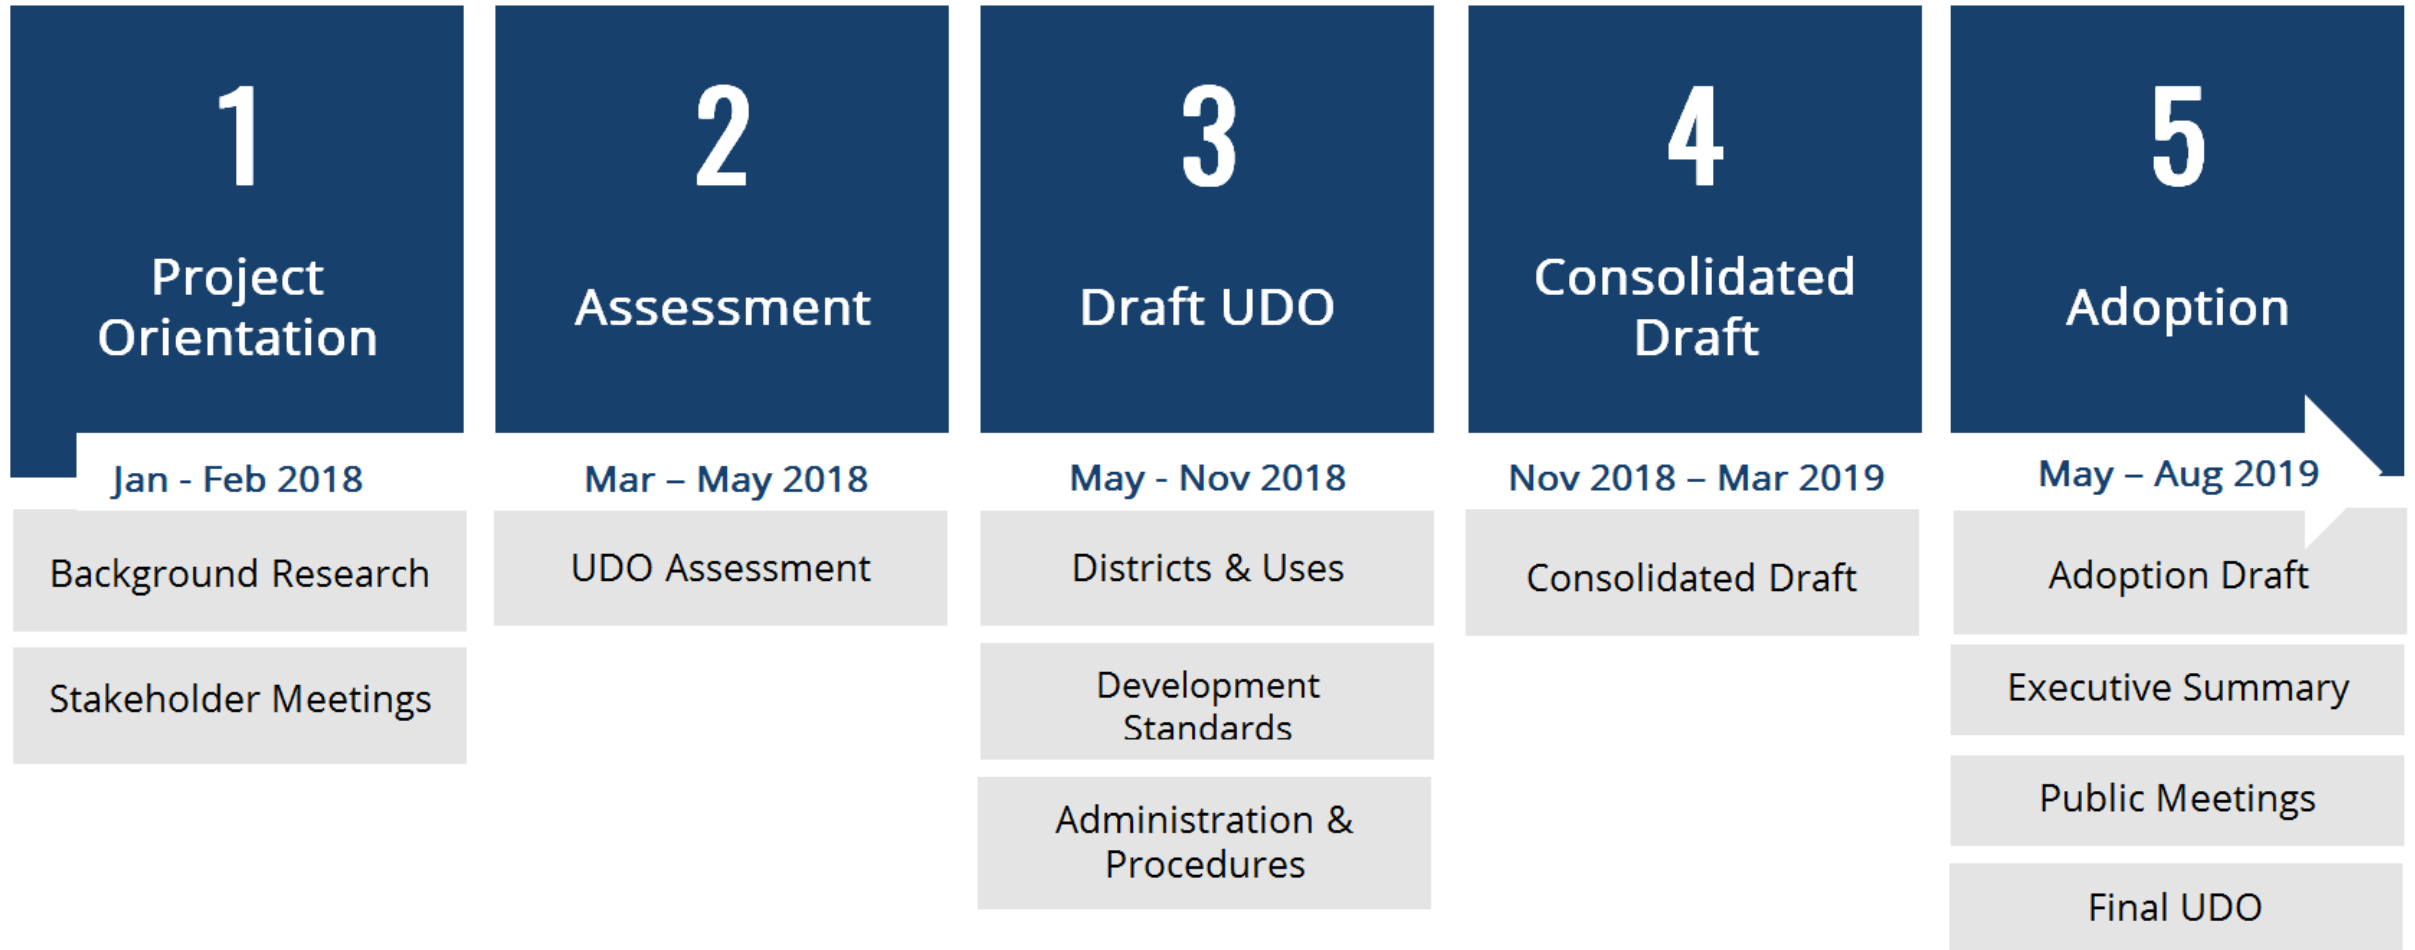 1
Project
Orientation
Jan - Feb 2018
Background Research
Stakeholder Meetings
2
Assessment
Mar – May 2018
UDO Assessment
3
Draft UDO
May - Nov 2018
Districts & Uses
Development
Standards
Administration &
Procedures
4
Consolidated
Draft
Nov 2018 – Mar 2019
Consolidated Draft
5
Adoption
May – Aug 2019
Adoption Draft
Executive Summary
Public Meetings
Final UDO